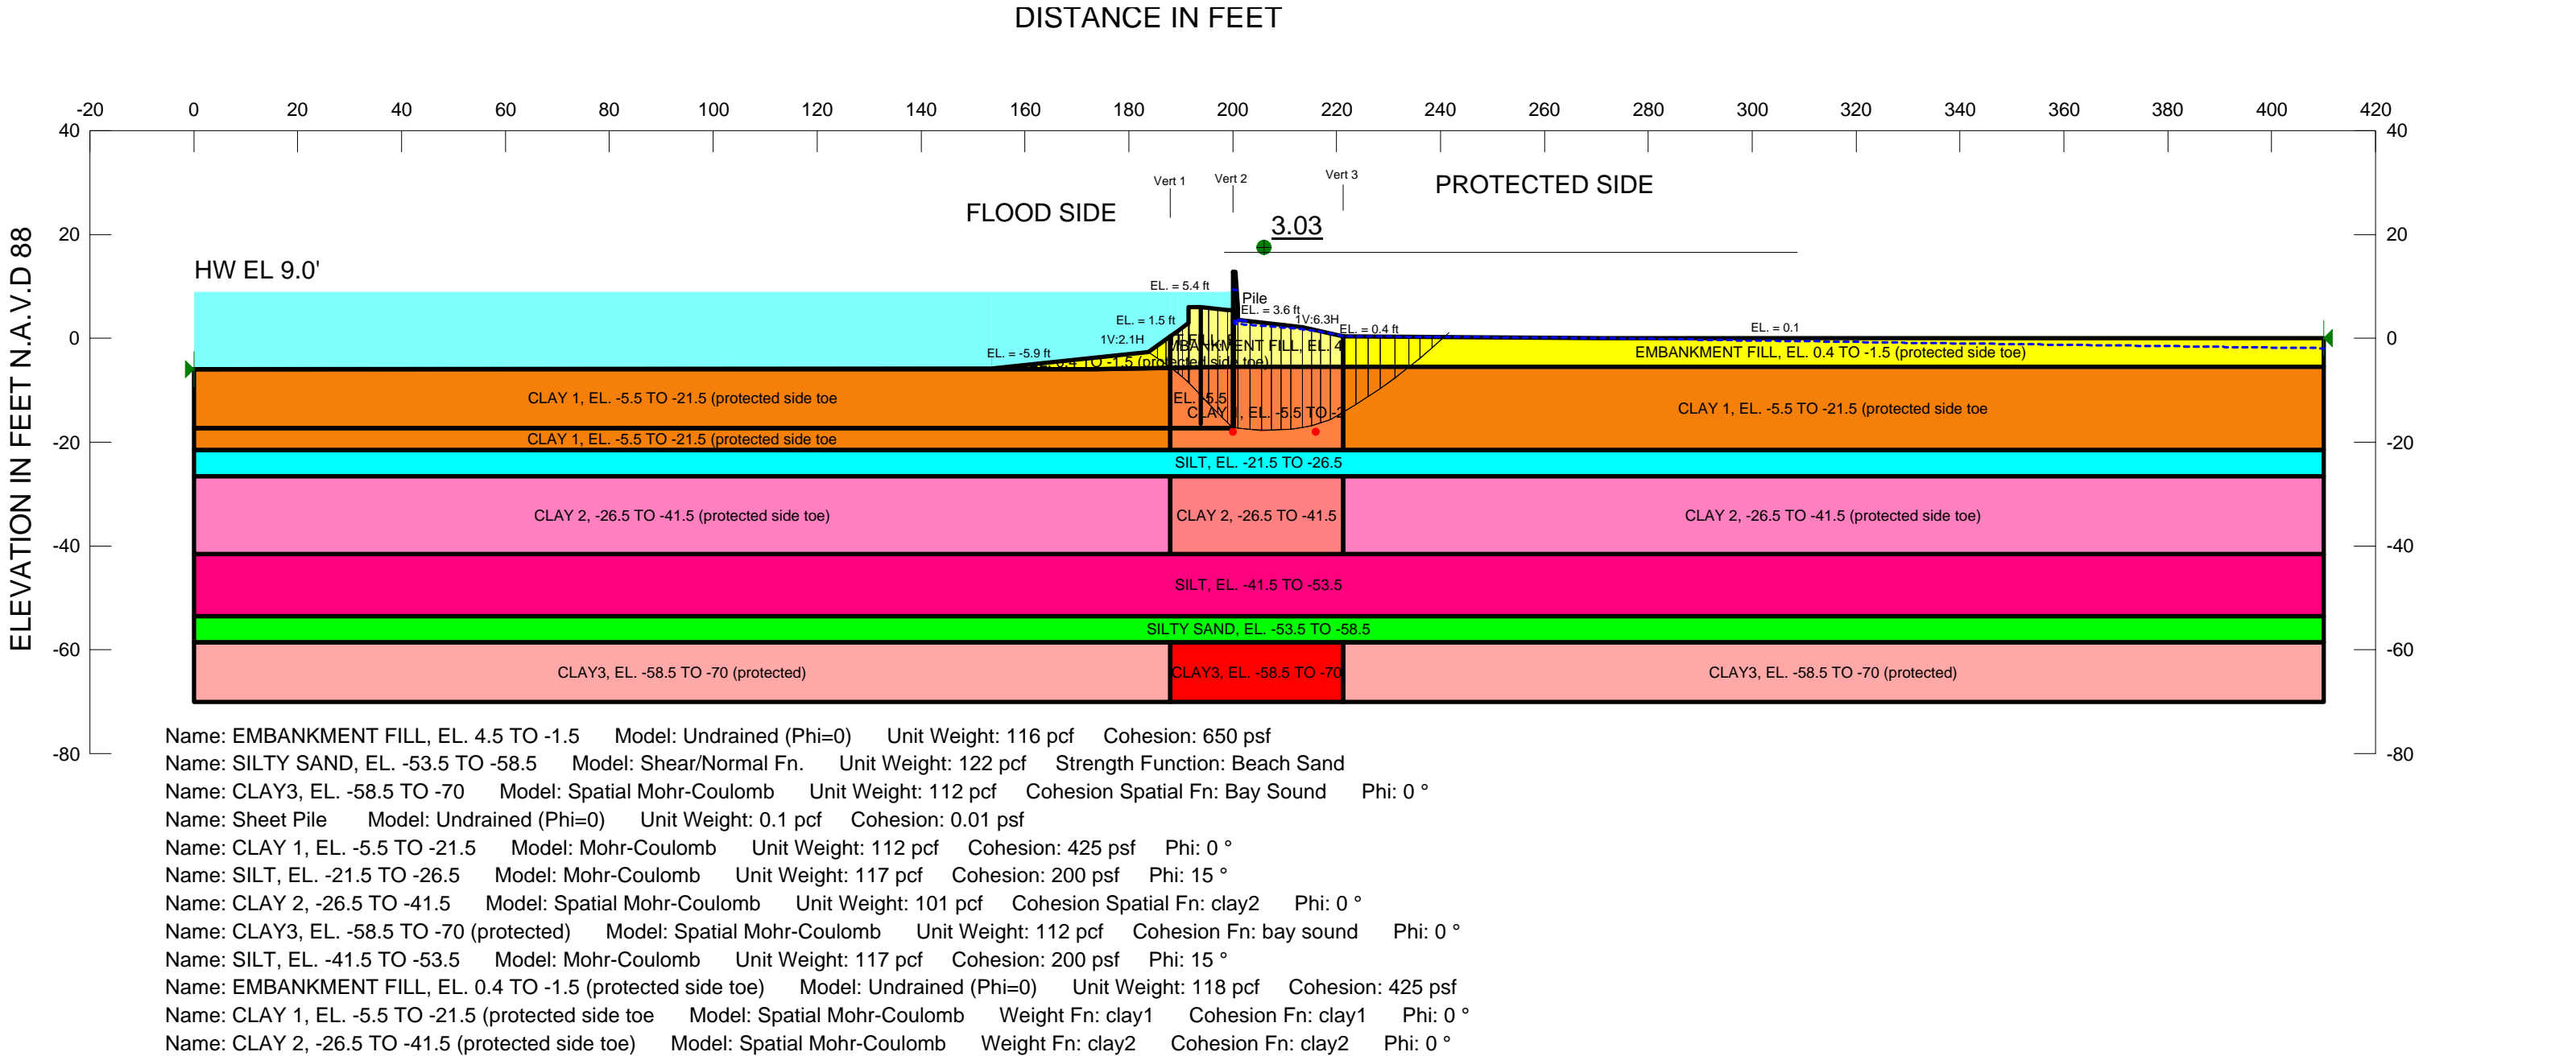 DISTANCE IN FEET
-20 0 20 40 60 80 100 120 140 160 180 200 220 240 260 280 300 320 340 360 380 400 420
40 40
Vert 1 Vert 2 Vert 3
PROTECTED SIDE
FLOOD SIDE
3.03
20 20
ELEVATION IN FEET N.A.V.D 88
HW EL 9.0'
EL. = 5.4 ft
Pile
EL. = 3.6 ft
EL. = 1.5 ft
1V:6.3H
EL. = 0.4 ft
EL. = 0.1
0 0
1V:2.1H
EL. = -5.9 ft
EMBANKMENT FILL, EL. 0.4 TO -1.5 (protected side toe)
TO -1.5 (protected side toe)
CLAY 1, EL. -5.5 TO -21.5 (protected side toe
CLAY 1, EL. -5.5 TO -21.5 (protected side toe
CLAY 1, EL. -5.5 TO -21.5 (protected side toe
-20 -20
SILT, EL. -21.5 TO -26.5
CLAY 2, -26.5 TO -41.5 (protected side toe)
CLAY 2, -26.5 TO -41.5
CLAY 2, -26.5 TO -41.5 (protected side toe)
-40 -40
SILT, EL. -41.5 TO -53.5
SILTY SAND, EL. -53.5 TO -58.5
-60 -60
CLAY3, EL. -58.5 TO -70 (protected)
CLAY3, EL. -58.5 TO -70
CLAY3, EL. -58.5 TO -70 (protected)
-80 -80
Name: EMBANKMENT FILL, EL. 4.5 TO -1.5 Model: Undrained (Phi=0) Unit Weight: 116 pcf Cohesion: 650 psf
Name: SILTY SAND, EL. -53.5 TO -58.5 Model: Shear/Normal Fn. Unit Weight: 122 pcf Strength Function: Beach Sand
Name: CLAY3, EL. -58.5 TO -70 Model: Spatial Mohr-Coulomb Unit Weight: 112 pcf Cohesion Spatial Fn: Bay Sound Phi: 0 °
Name: Sheet Pile Model: Undrained (Phi=0) Unit Weight: 0.1 pcf Cohesion: 0.01 psf
Name: CLAY 1, EL. -5.5 TO -21.5 Model: Mohr-Coulomb Unit Weight: 112 pcf Cohesion: 425 psf Phi: 0 °
Name: SILT, EL. -21.5 TO -26.5 Model: Mohr-Coulomb Unit Weight: 117 pcf Cohesion: 200 psf Phi: 15 °
Name: CLAY 2, -26.5 TO -41.5 Model: Spatial Mohr-Coulomb Unit Weight: 101 pcf Cohesion Spatial Fn: clay2 Phi: 0 °
Name: CLAY3, EL. -58.5 TO -70 (protected) Model: Spatial Mohr-Coulomb Unit Weight: 112 pcf Cohesion Fn: bay sound Phi: 0 °
Name: SILT, EL. -41.5 TO -53.5 Model: Mohr-Coulomb Unit Weight: 117 pcf Cohesion: 200 psf Phi: 15 °
Name: EMBANKMENT FILL, EL. 0.4 TO -1.5 (protected side toe) Model: Undrained (Phi=0) Unit Weight: 118 pcf Cohesion: 425 psf
Name: CLAY 1, EL. -5.5 TO -21.5 (protected side toe Model: Spatial Mohr-Coulomb Weight Fn: clay1 Cohesion Fn: clay1 Phi: 0 °
Name: CLAY 2, -26.5 TO -41.5 (protected side toe) Model: Spatial Mohr-Coulomb Weight Fn: clay2 Cohesion Fn: clay2 Phi: 0 °